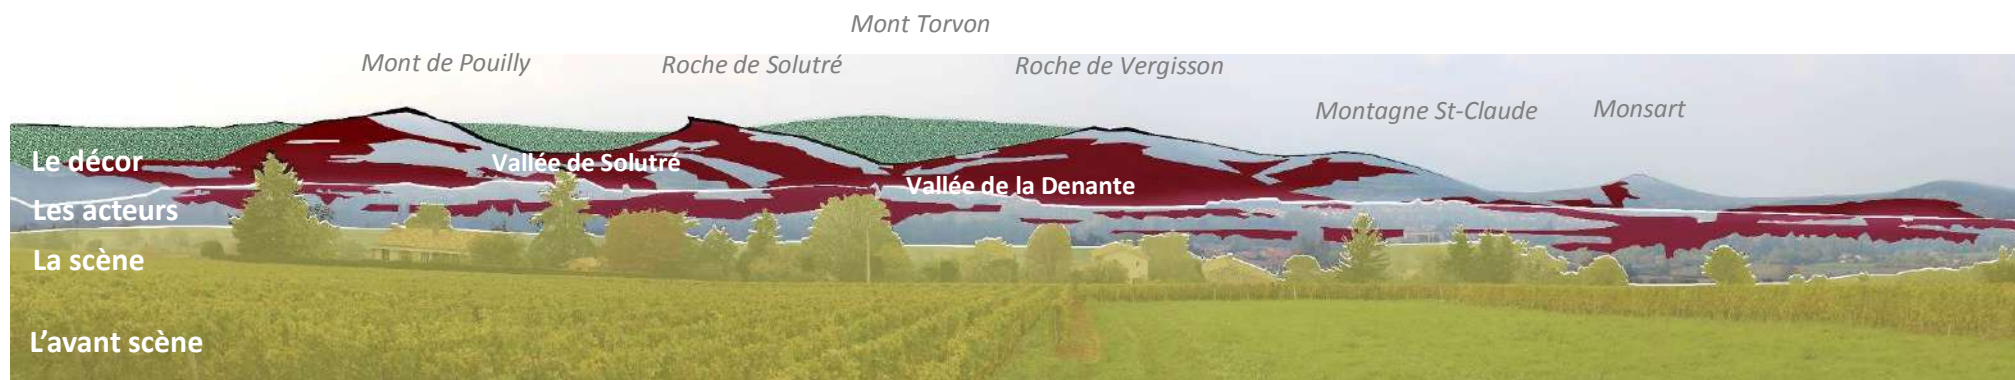 Mont Torvon
Mont de Pouilly
Roche de Solutré
Roche de Vergisson
Montagne St-Claude
Monsart
Le décor
Vallée de Solutré
Vallée de la Denante
Les acteurs
La scène
L’avant scène